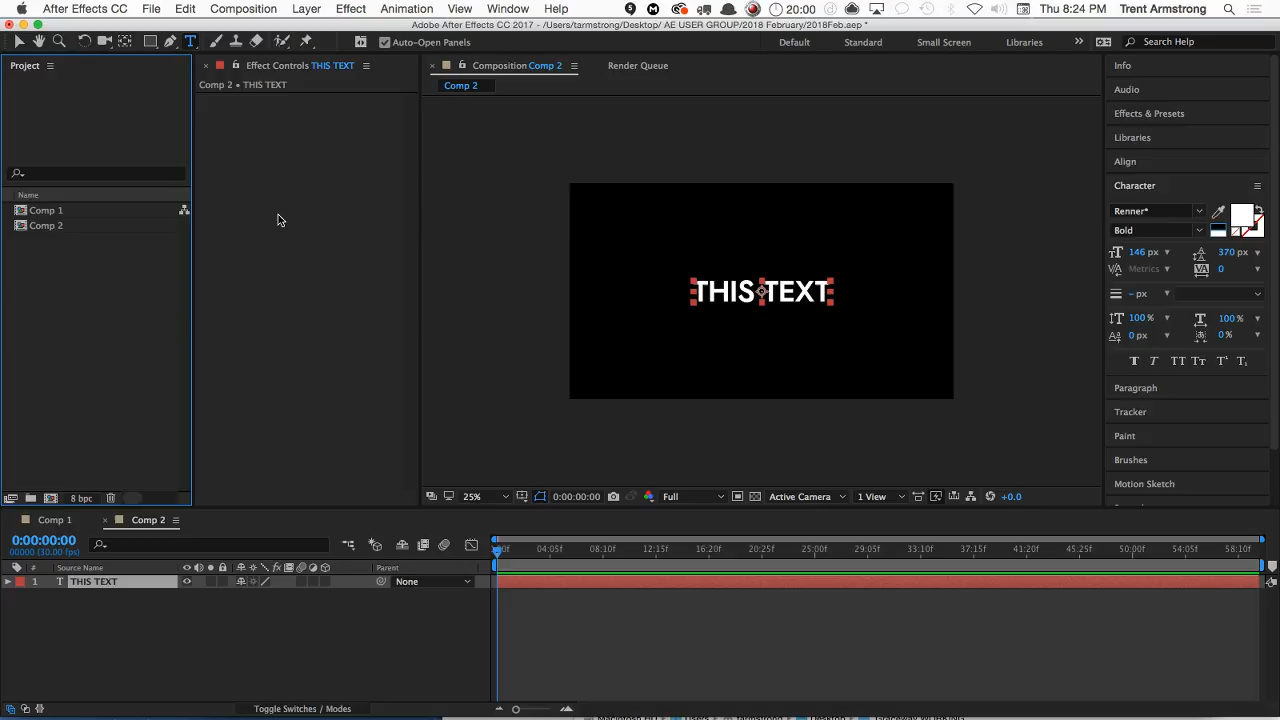 After Effects CC File Edit Composition Layer Effect Animation View Window Help 20:00 Thu 8:24 PM Trent Armstrong
Adobe After Effects CC 2017 - /Users/tarmstrong/Desktop/ AE USER GROUP/2018 February/2018Feb.aep *
T Auto-Open Panels Default Standard Small Screen Libraries >> Search Help
Project
Effect Controls THIS TEXT
Composition Comp 2
Render Queue
Comp 2 • THIS TEXT
Comp 2
Name
Comp 1
Comp 2
8 bpc
THIS TEXT
25% 0:00:00:00 Full Active Camera 1 View +0.0
Info
Audio
Effects & Presets
Libraries
Align
Character
Renner*
Bold
146 px 370 px
Metrics 0
– px
100 % 100 %
0 px 0 %
T T TT Tт T¹ T₁
Paragraph
Tracker
Paint
Brushes
Motion Sketch
Comp 1 Comp 2
0:00:00:00
00000 (30.00 fps)
:00f 04:05f 08:10f 12:15f 16:20f 20:25f 25:00f 29:05f 33:10f 37:15f 41:20f 45:25f 50:00f 54:05f 58:10f
# Source Name fx Parent
1 T THIS TEXT None
Toggle Switches / Modes